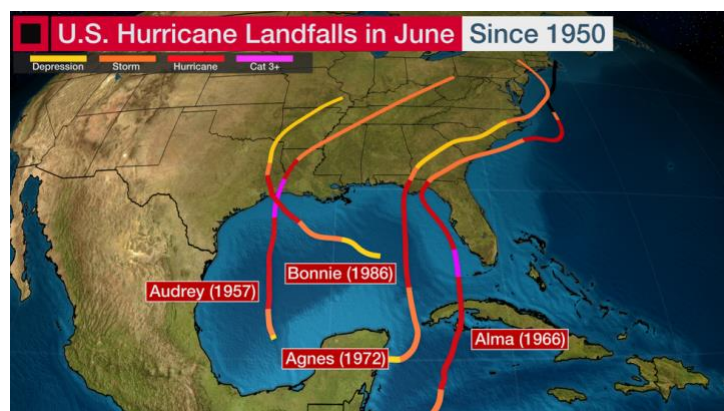 U.S. Hurricane Landfalls in June Since 1950
Depression Storm Hurricane Cat 3+
Bonnie (1986)
Audrey (1957)
Alma (1966)
Agnes (1972)